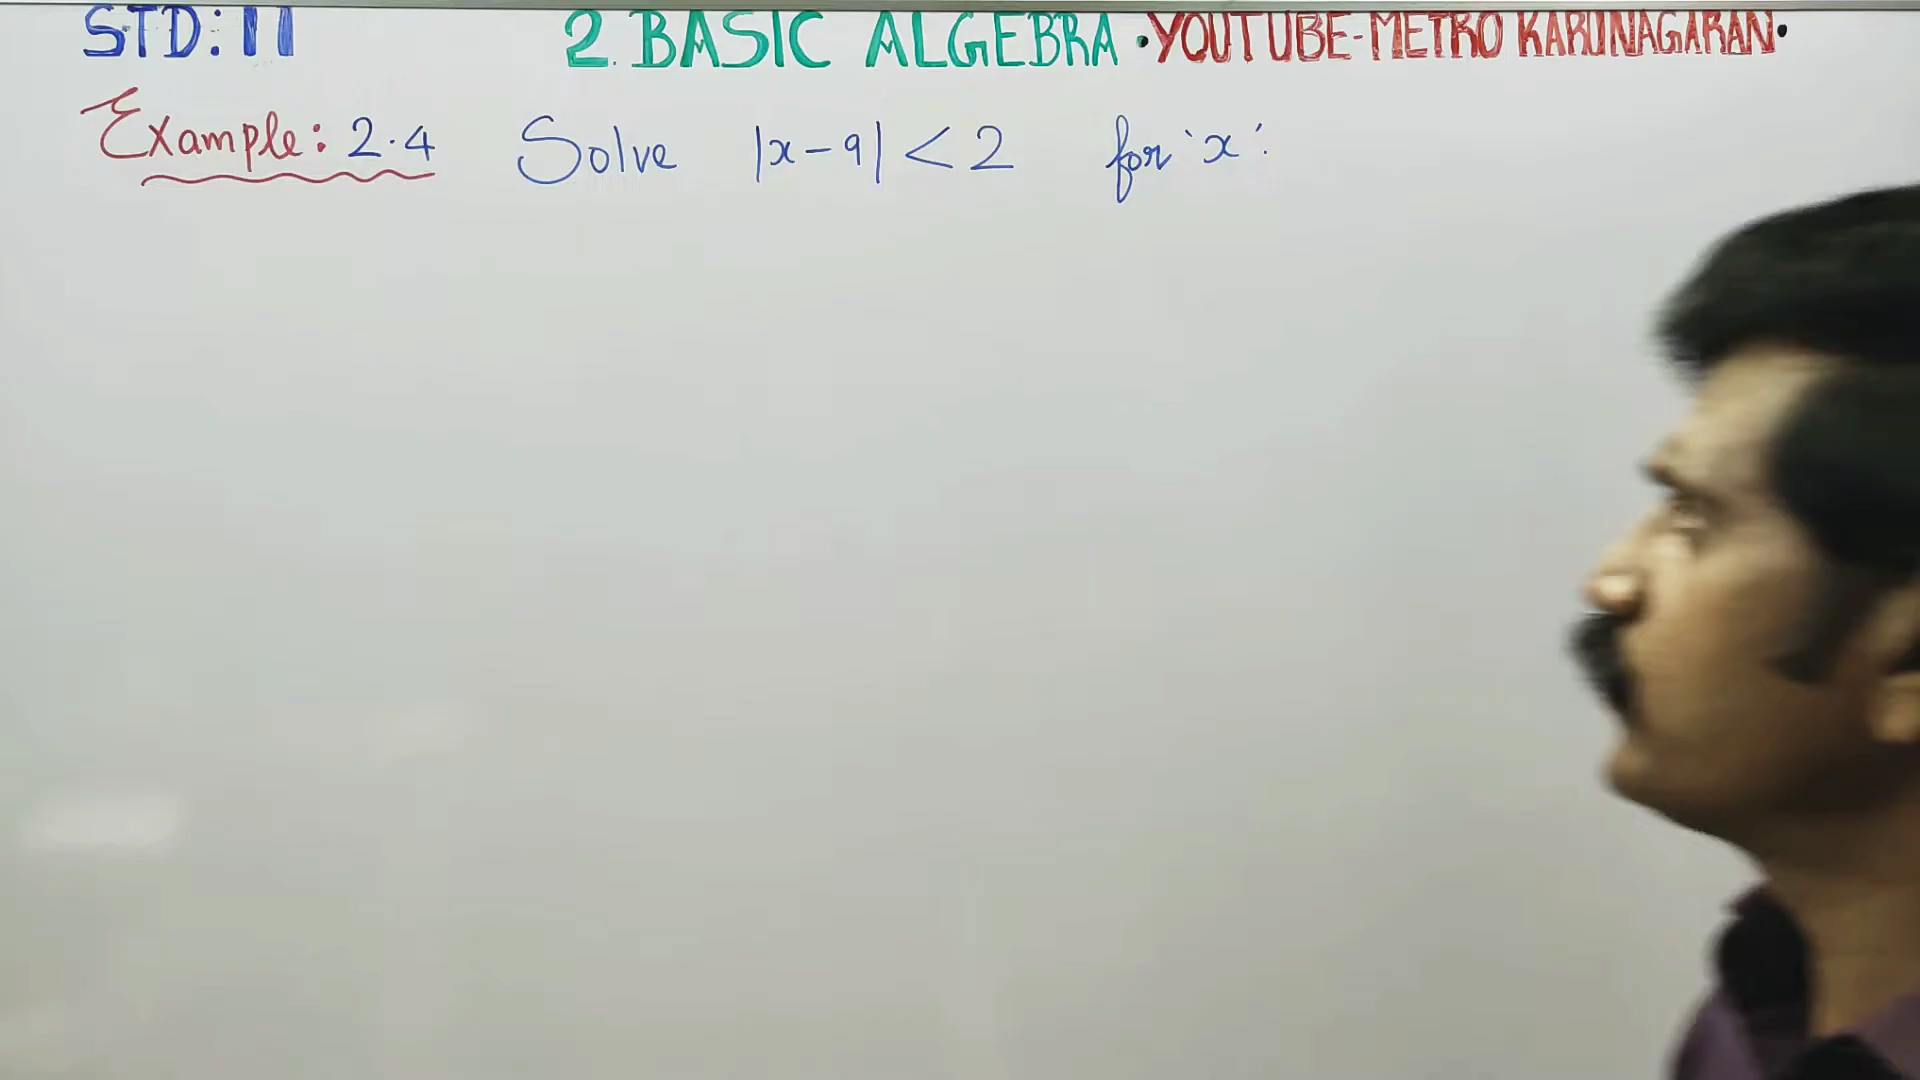 STD: 11 2. BASIC ALGEBRA •YOUTUBE-METRO KARUNAGARAN•
Example: 2.4 Solve |x-9| < 2 for 'x'.